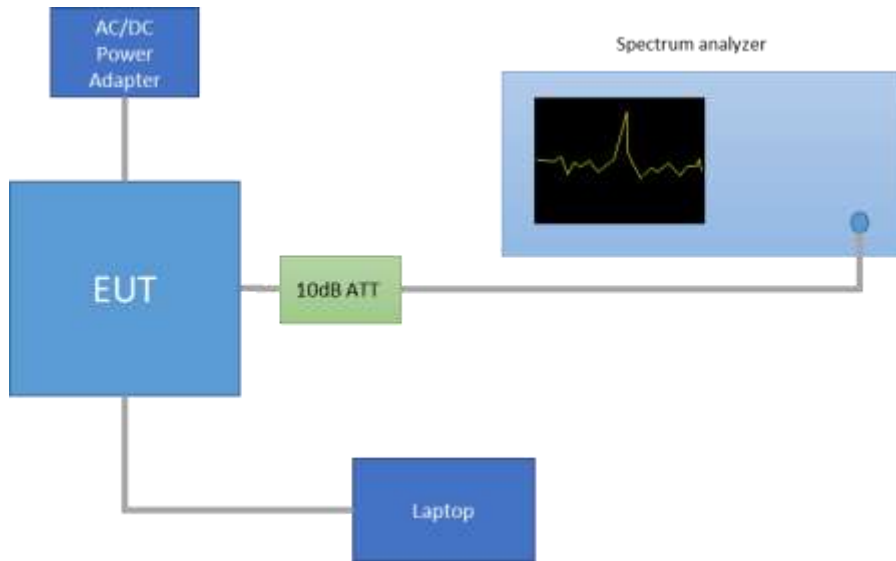 AC/DC
Power
Adapter
Spectrum analyzer
EUT
10dB ATT
Laptop